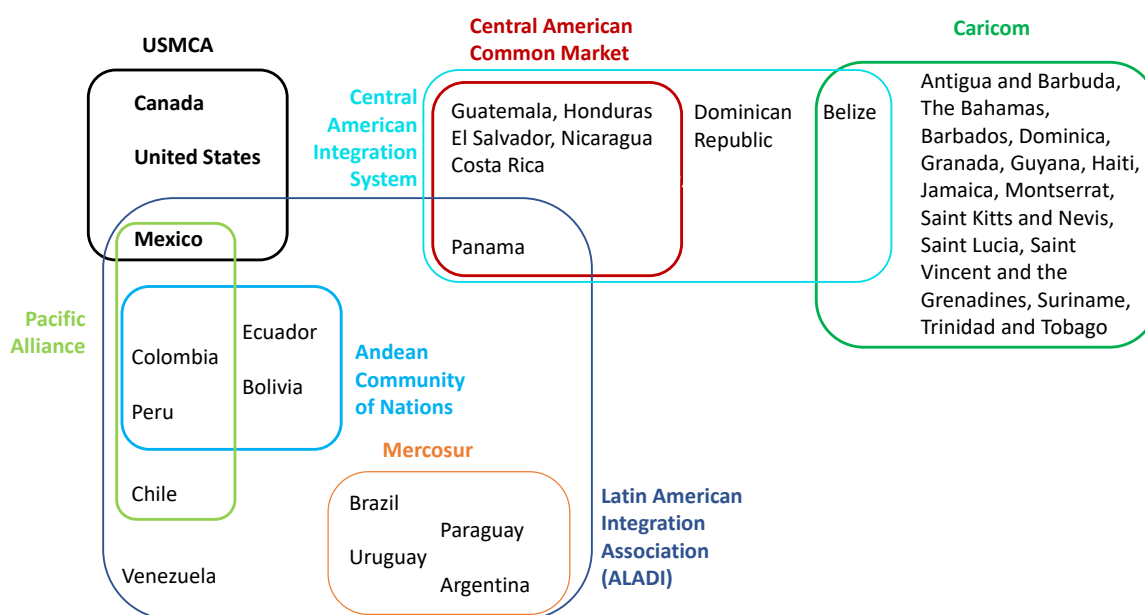 USMCA
Canada
United States
Mexico
Central American
Common Market
Central
American
Integration
System
Guatemala, Honduras
El Salvador, Nicaragua
Costa Rica
Panama
Dominican
Republic
Belize
Caricom
Antigua and Barbuda,
The Bahamas,
Barbados, Dominica,
Granada, Guyana, Haiti,
Jamaica, Montserrat,
Saint Kitts and Nevis,
Saint Lucia, Saint
Vincent and the
Grenadines, Suriname,
Trinidad and Tobago
Pacific
Alliance
Colombia
Peru
Ecuador
Bolivia
Andean
Community
of Nations
Chile
Venezuela
Mercosur
Brazil
Paraguay
Uruguay
Argentina
Latin American
Integration
Association
(ALADI)